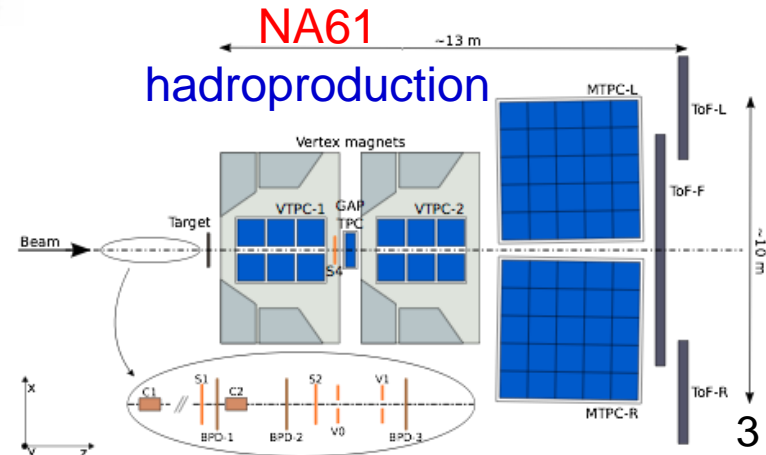 NA61
~13 m
hadroproduction
MTPC-L
ToF-L
Vertex magnets
ToF-F
VTPC-1
GAP
TPC
VTPC-2
Target
Beam
S4
~10 m
x
C1
S1
C2
S2
V1
V0
BPD-1
BPD-2
BPD-3
ToF-R
MTPC-R
y
z
3